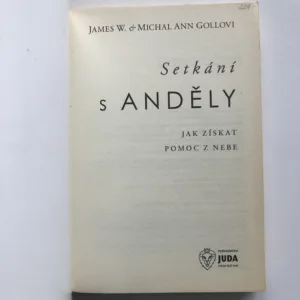 JAMES W. & MICHAL ANN GOLLOVI
Setkání
S ANDĚLY
JAK ZÍSKAT
POMOC Z NEBE
JUDA